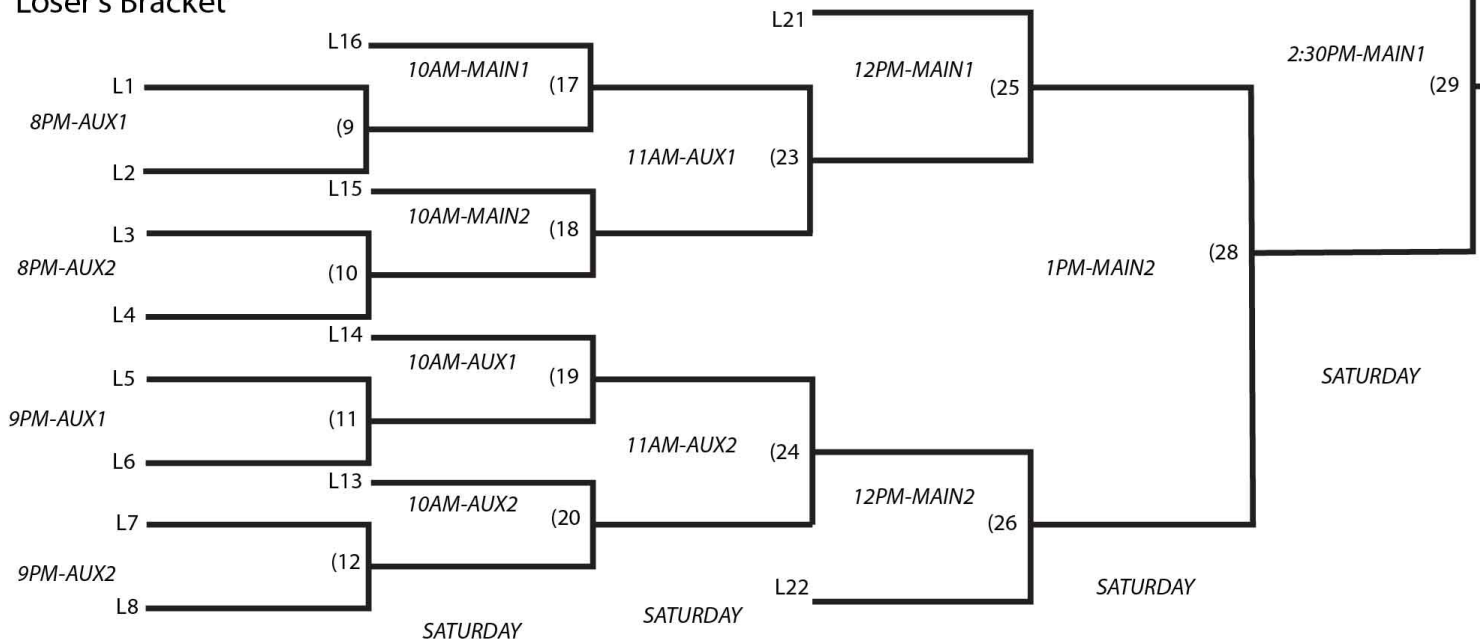 Loser's Bracket
L21
L16
10AM-MAIN1
(17
12PM-MAIN1
(25
2:30PM-MAIN1
(29
L1
8PM-AUX1
(9
L2
11AM-AUX1
(23
L15
10AM-MAIN2
(18
L3
8PM-AUX2
(10
L4
1PM-MAIN2
(28
L14
10AM-AUX1
(19
L5
9PM-AUX1
(11
L6
SATURDAY
11AM-AUX2
(24
L13
10AM-AUX2
(20
L7
9PM-AUX2
(12
L8
12PM-MAIN2
(26
L22
SATURDAY
SATURDAY
SATURDAY